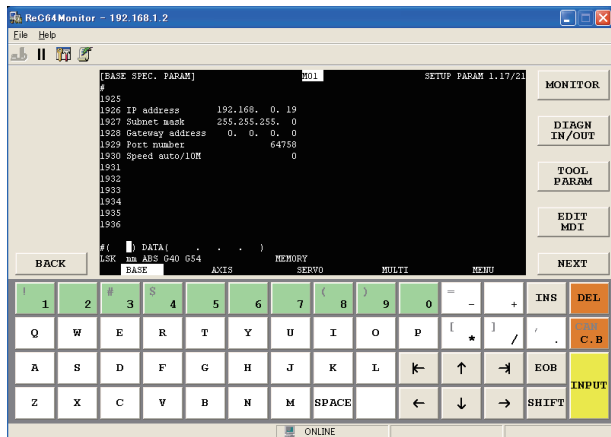 ReC64Monitor - 192.168.1.2
File Help
[BASE SPEC. PARAM] M01 SETUP PARAM 1.17/21
#
1925
1926 IP address 192.168. 0. 19
1927 Subnet mask 255.255.255. 0
1928 Gateway address 0. 0. 0. 0
1929 Port number 64758
1930 Speed auto/10M 0
1931
1932
1933
1934
1935
1936
#( ) DATA( . . . )
LSK mm ABS G40 G54 MEMORY
BASE AXIS SERVO MULTI MENU
MONITOR
DIAGN
IN/OUT
TOOL
PARAM
EDIT
MDI
BACK
NEXT
! 1 2 # 3 $ 4 5 6 7 ( 8 ) 9 0 = - + INS DEL
Q W E R T Y U I O P [ * ] / , . CAN C.B
A S D F G H J K L ↑ EOB INPUT
Z X C V B N M SPACE ← ↓ → SHIFT
ONLINE